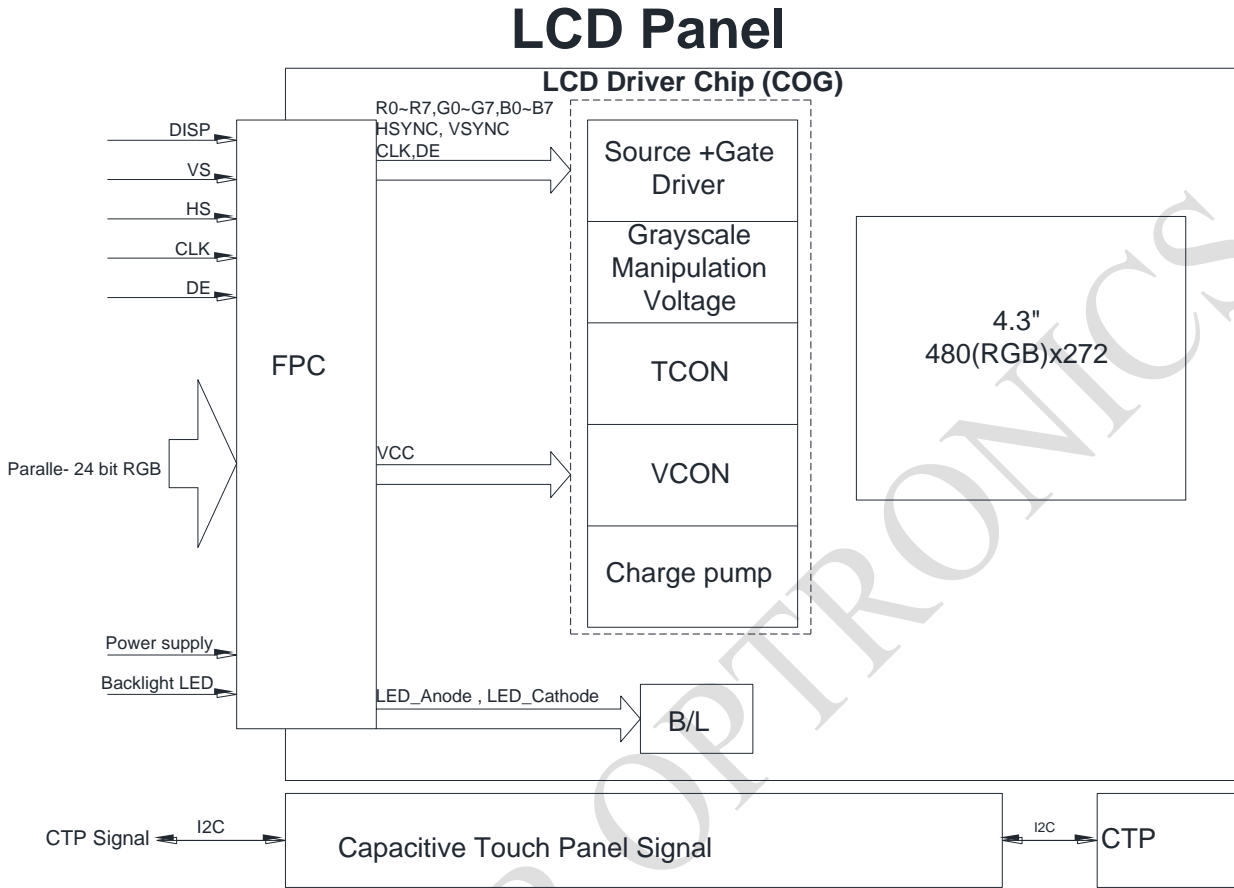 LCD Panel
LCD Driver Chip (COG)
R0~R7,G0~G7,B0~B7
HSYNC, VSYNC
CLK,DE
DISP
VS
HS
CLK
DE
FPC
Paralle- 24 bit RGB
VCC
Source +Gate
Driver
Grayscale
Manipulation
Voltage
TCON
VCON
Charge pump
4.3"
480(RGB)x272
Power supply
Backlight LED
LED_Anode , LED_Cathode
B/L
CTP Signal
I2C
Capacitive Touch Panel Signal
I2C
CTP
OPTRONICS